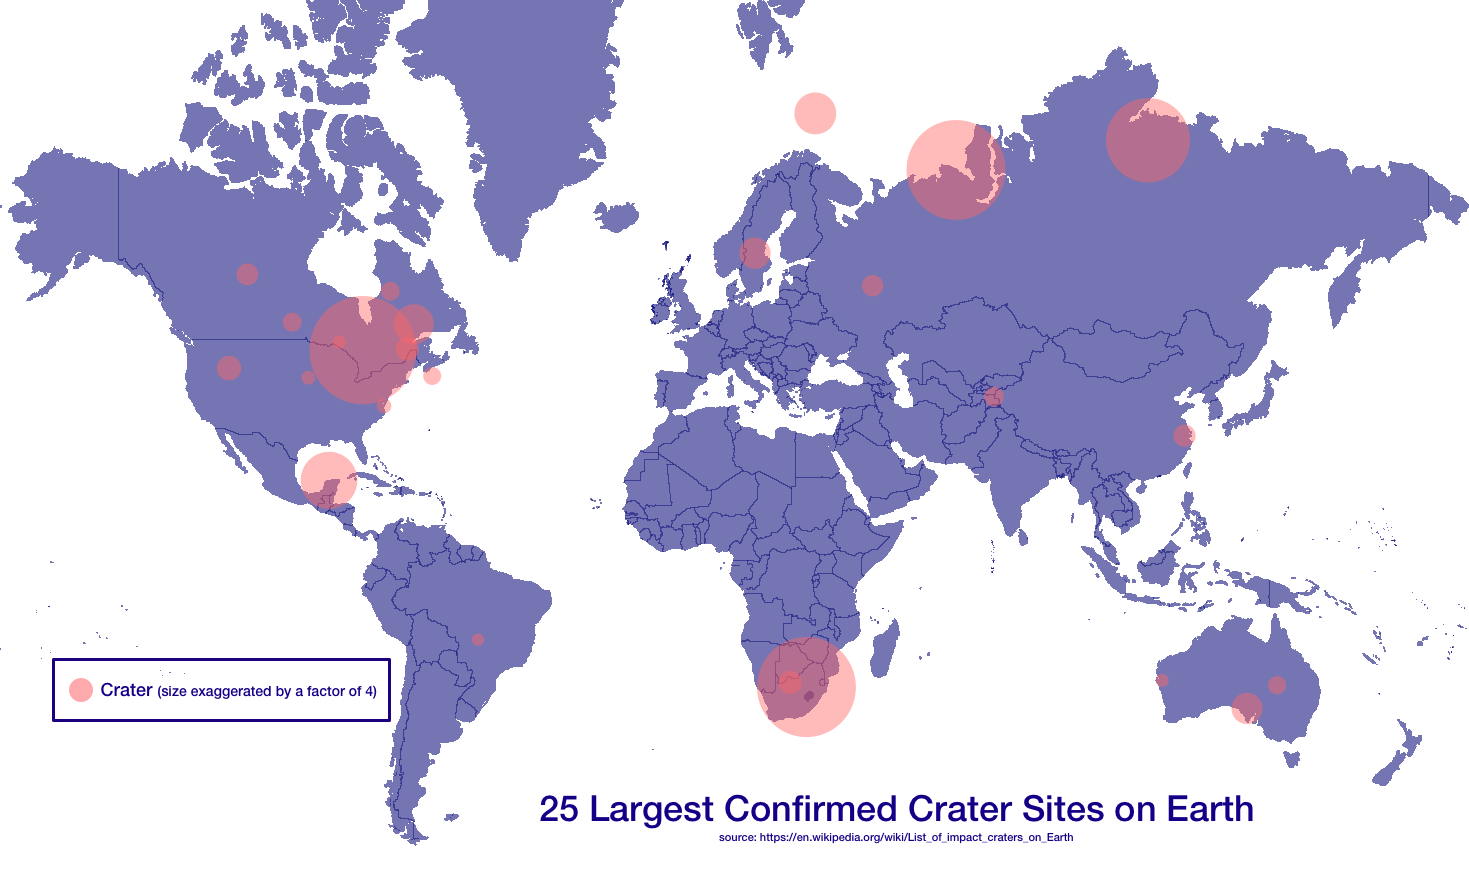 Crater (size exaggerated by a factor of 4)
25 Largest Confirmed Crater Sites on Earth
source: https://en.wikipedia.org/wiki/List_of_impact_craters_on_Earth